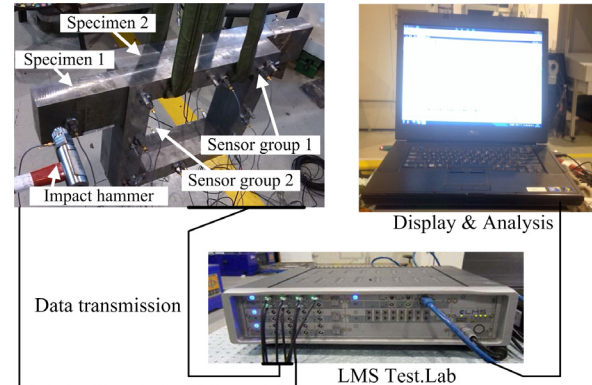 Specimen 2
Specimen 1
Sensor group 1
Sensor group 2
Impact hammer
Display & Analysis
Data transmission
LMS Test.Lab